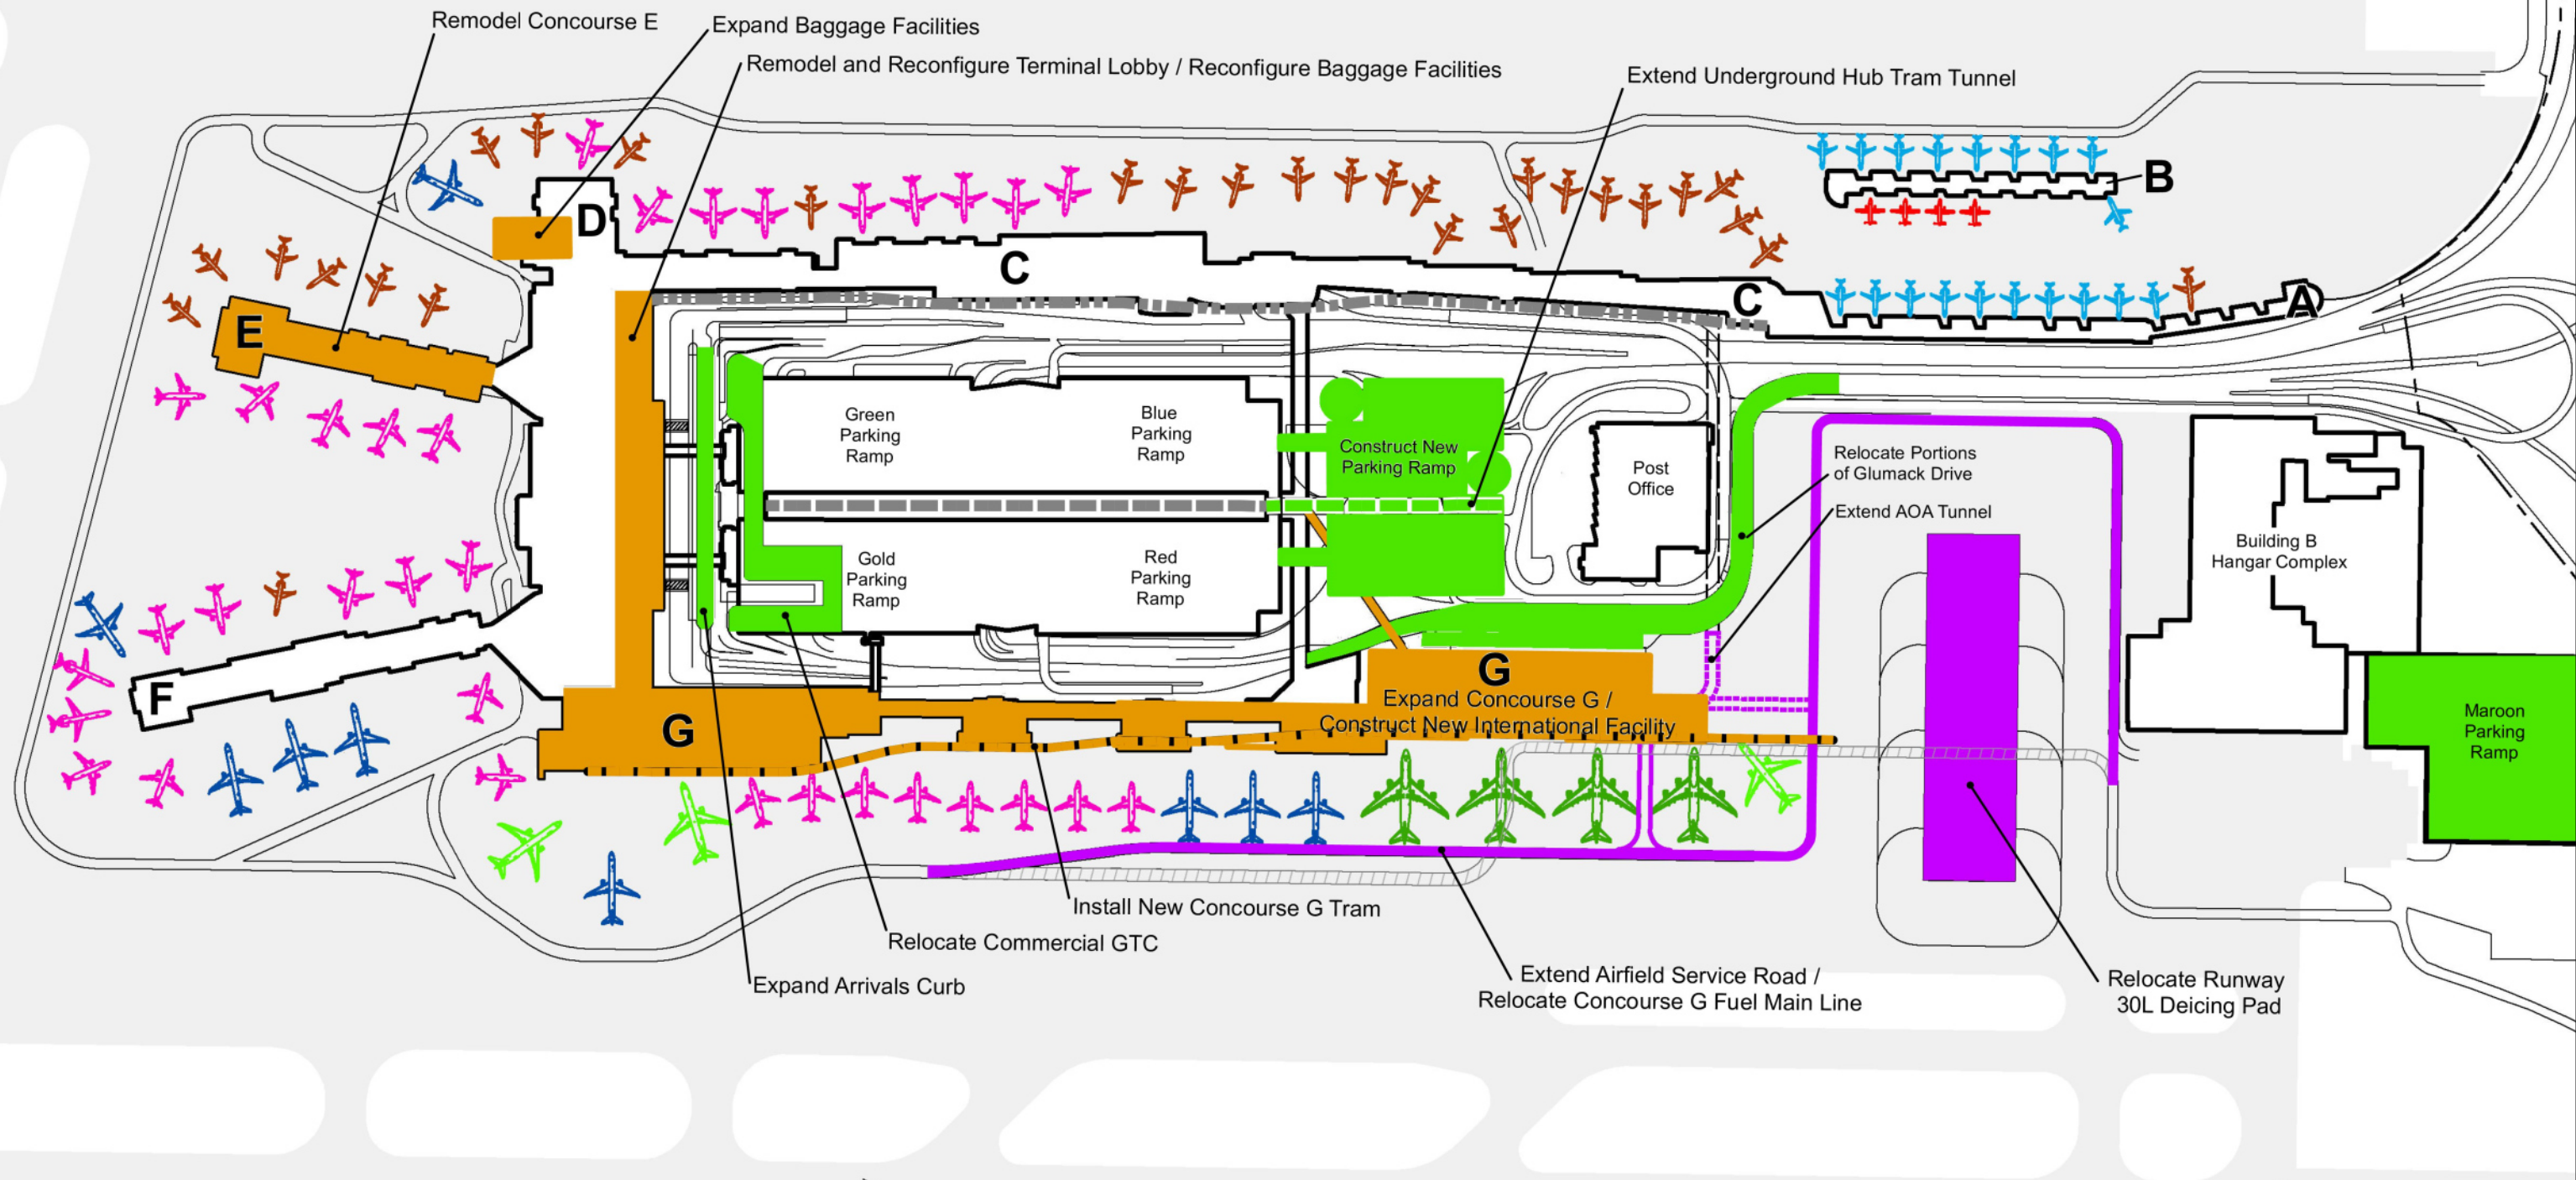 Remodel Concourse E
Expand Baggage Facilities
Remodel and Reconfigure Terminal Lobby / Reconfigure Baggage Facilities
Extend Underground Hub Tram Tunnel
B
D
C
C
A
E
Green
Parking
Ramp
Blue
Parking
Ramp
Construct New
Parking Ramp
Post
Office
Relocate Portions
of Glumack Drive
Extend AOA Tunnel
Building B
Hangar Complex
Gold
Parking
Ramp
Red
Parking
Ramp
F
G
G
Expand Concourse G /
Construct New International Facility
Maroon
Parking
Ramp
Install New Concourse G Tram
Relocate Commercial GTC
Expand Arrivals Curb
Extend Airfield Service Road /
Relocate Concourse G Fuel Main Line
Relocate Runway
30L Deicing Pad